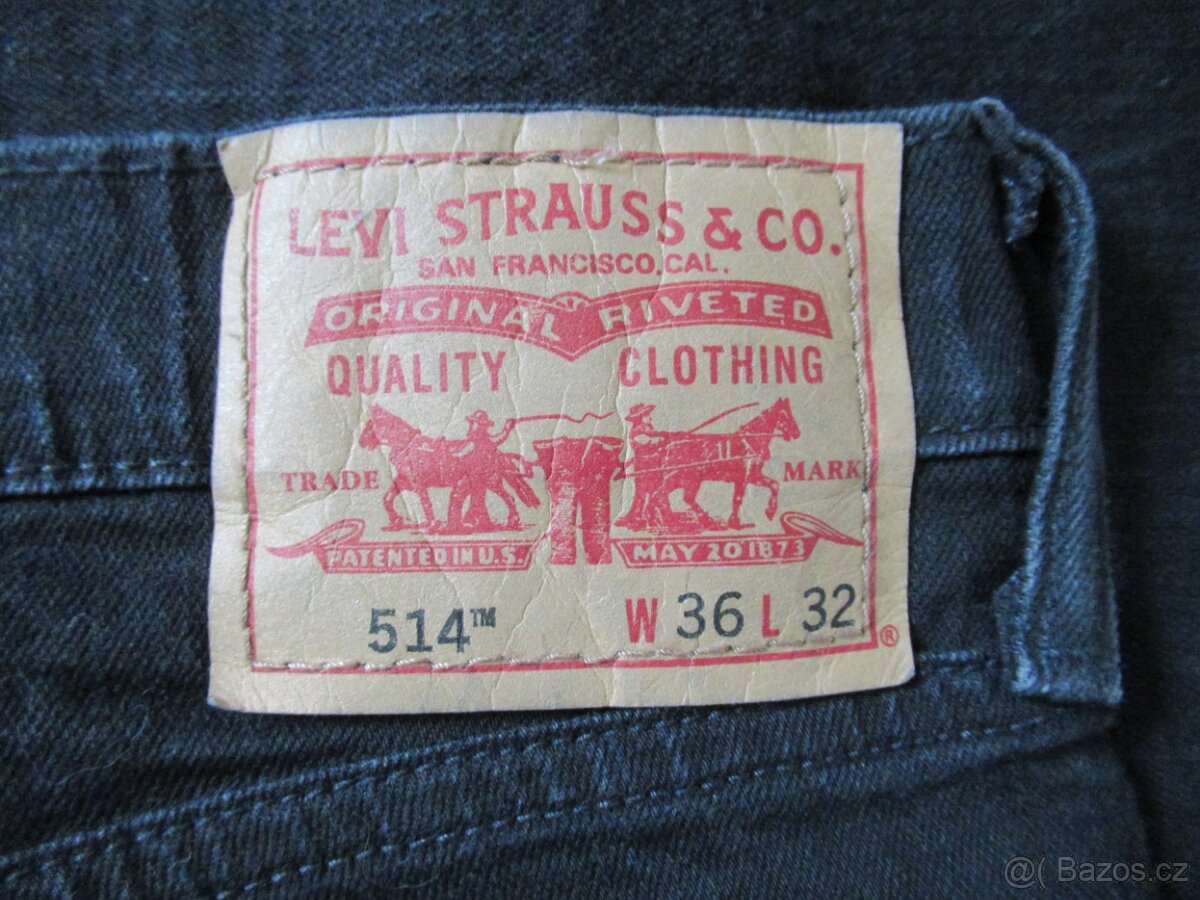 LEVI STRAUSS & CO.
SAN FRANCISCO, CAL.
ORIGINAL RIVETED
QUALITY CLOTHING
TRADE MARK
PATENTED IN U.S. MAY 20 1873
514™ W 36 L 32 ®
@( Bazos.cz